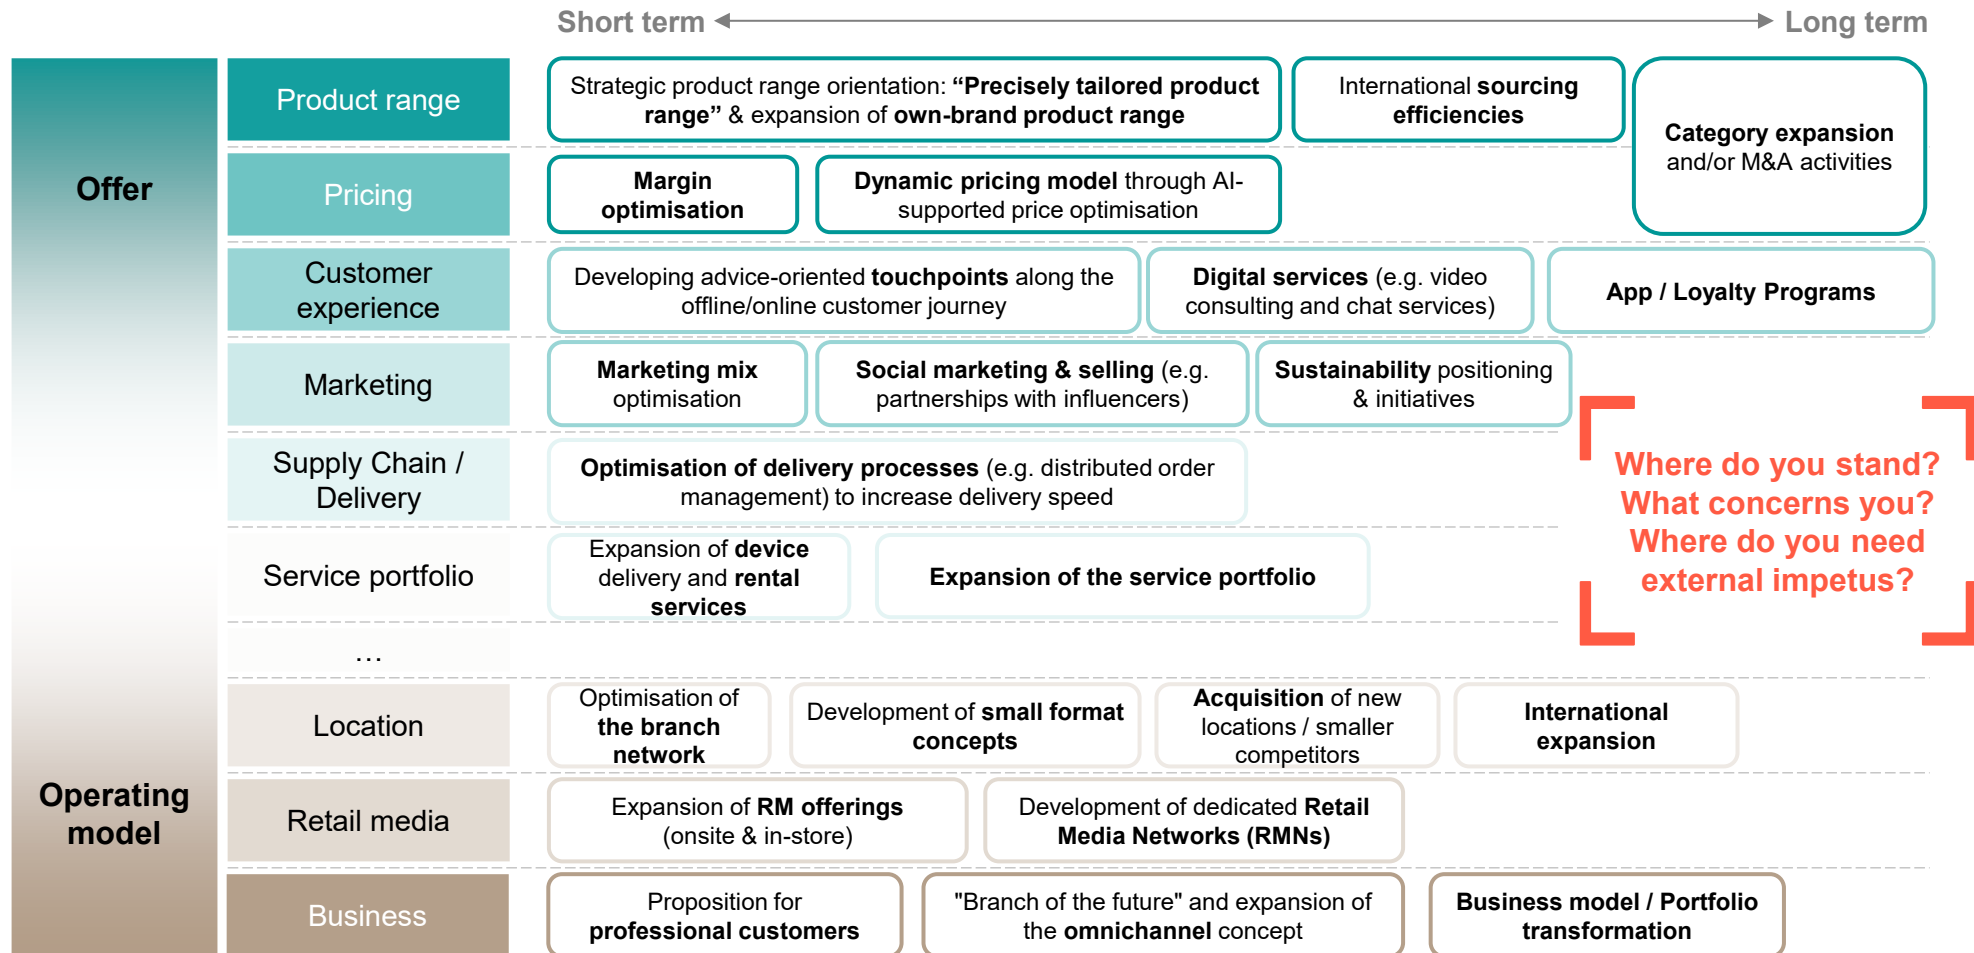 Short term
Long term
Offer
Product range
Strategic product range orientation: “Precisely tailored product
range” & expansion of own-brand product range
International sourcing
efficiencies
Category expansion
and/or M&A activities
Pricing
Margin
optimisation
Dynamic pricing model through AI-
supported price optimisation
Customer
experience
Developing advice-oriented touchpoints along the
offline/online customer journey
Digital services (e.g. video
consulting and chat services)
App / Loyalty Programs
Marketing
Marketing mix
optimisation
Social marketing & selling (e.g.
partnerships with influencers)
Sustainability positioning
& initiatives
Supply Chain /
Delivery
Optimisation of delivery processes (e.g. distributed order
management) to increase delivery speed
Where do you stand?
What concerns you?
Where do you need
external impetus?
Service portfolio
Expansion of device
delivery and rental
services
Expansion of the service portfolio
…
Operating
model
Location
Optimisation of
the branch
network
Development of small format
concepts
Acquisition of new
locations / smaller
competitors
International
expansion
Retail media
Expansion of RM offerings
(onsite & in-store)
Development of dedicated Retail
Media Networks (RMNs)
Business
Proposition for
professional customers
"Branch of the future" and expansion of
the omnichannel concept
Business model / Portfolio
transformation